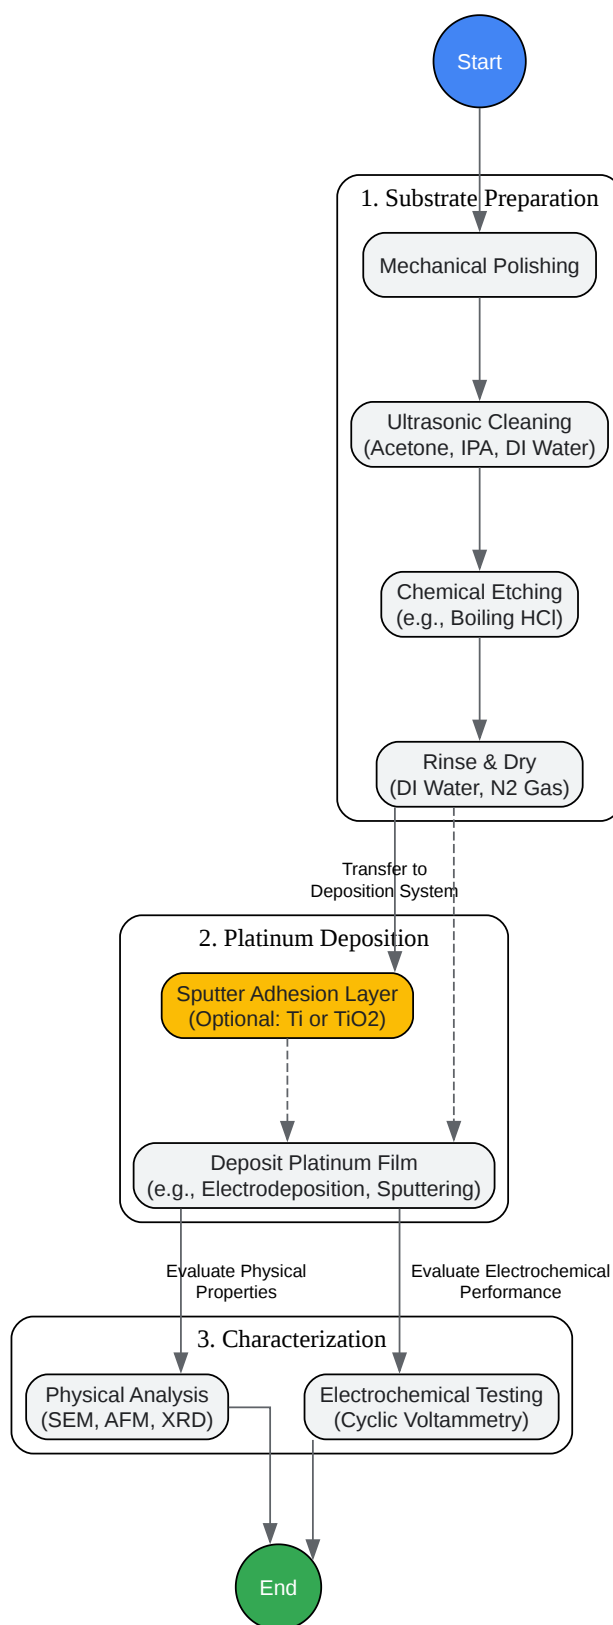 Start
1. Substrate Preparation
Mechanical Polishing
Ultrasonic Cleaning
(Acetone, IPA, DI Water)
Chemical Etching
(e.g., Boiling HCl)
Rinse & Dry
(DI Water, N2 Gas)
Transfer to
Deposition System
2. Platinum Deposition
Sputter Adhesion Layer
(Optional: Ti or TiO2)
Deposit Platinum Film
(e.g., Electrodeposition, Sputtering)
Evaluate Physical
Properties
Evaluate Electrochemical
Performance
3. Characterization
Physical Analysis
(SEM, AFM, XRD)
Electrochemical Testing
(Cyclic Voltammetry)
End